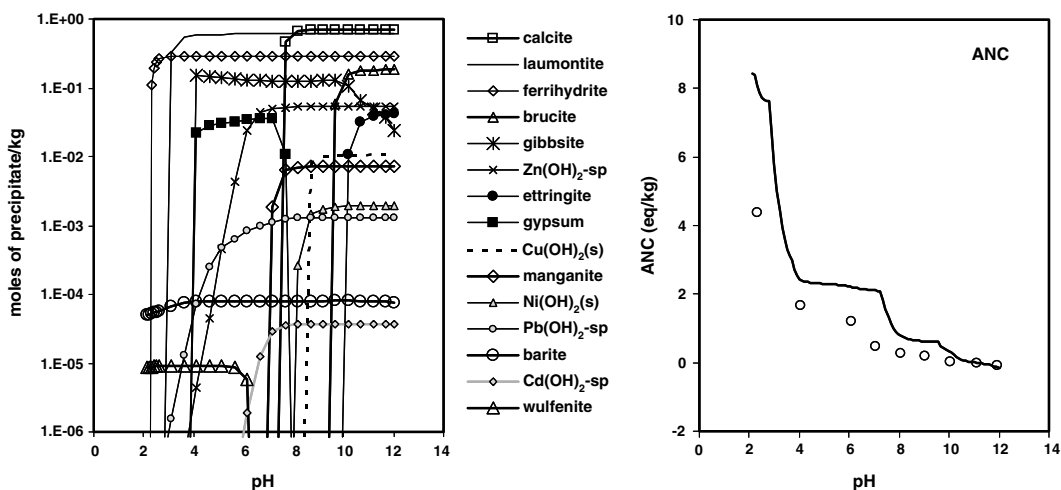 1.E+00
1.E-01
1.E-02
1.E-03
1.E-04
1.E-05
1.E-06
moles of precipitate/kg
0 2 4 6 8 10 12 14
pH
calcite
laumontite
ferrihydrite
brucite
gibbsite
Zn(OH)2-sp
ettringite
gypsum
Cu(OH)2(s)
manganite
Ni(OH)2(s)
Pb(OH)2-sp
barite
Cd(OH)2-sp
wulfenite
ANC
10
8
6
4
2
0
-2
ANC (eq/kg)
0 2 4 6 8 10 12 14
pH